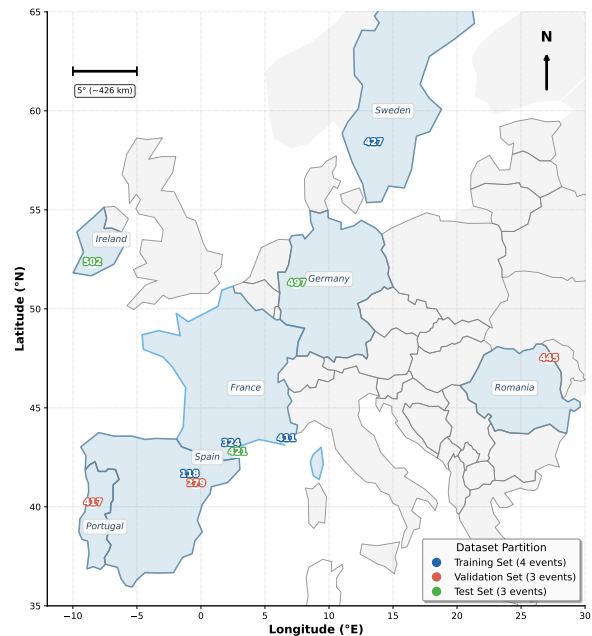 65
60
55
50
45
40
35
Latitude (°N)
5° (~426 km)
N
Sweden
427
Ireland
502
497
Germany
445
Romania
France
324
411
421
Spain
118
279
417
Portugal
Dataset Partition
Training Set (4 events)
Validation Set (3 events)
Test Set (3 events)
−10
−5
0
5
10
15
20
25
30
Longitude (°E)